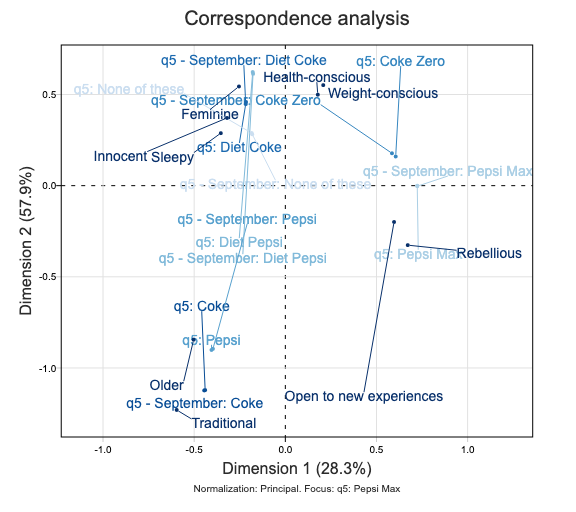 Correspondence analysis
q5 - September: Diet Coke
q5: Coke Zero
Health-conscious
q5: None of these
Weight-conscious
0.5
q5 - September: Coke Zero
Feminine
q5: Diet Coke
Innocent
Sleepy
q5 - September: Pepsi Max
0.0
q5 - September: None of these
q5 - September: Pepsi
q5: Diet Pepsi
q5: Pepsi Max
Rebellious
q5 - September: Diet Pepsi
-0.5
q5: Coke
q5: Pepsi
-1.0
Older
Open to new experiences
q5 - September: Coke
Traditional
-1.0
-0.5
0.0
0.5
1.0
Dimension 2 (57.9%)
Dimension 1 (28.3%)
Normalization: Principal. Focus: q5: Pepsi Max